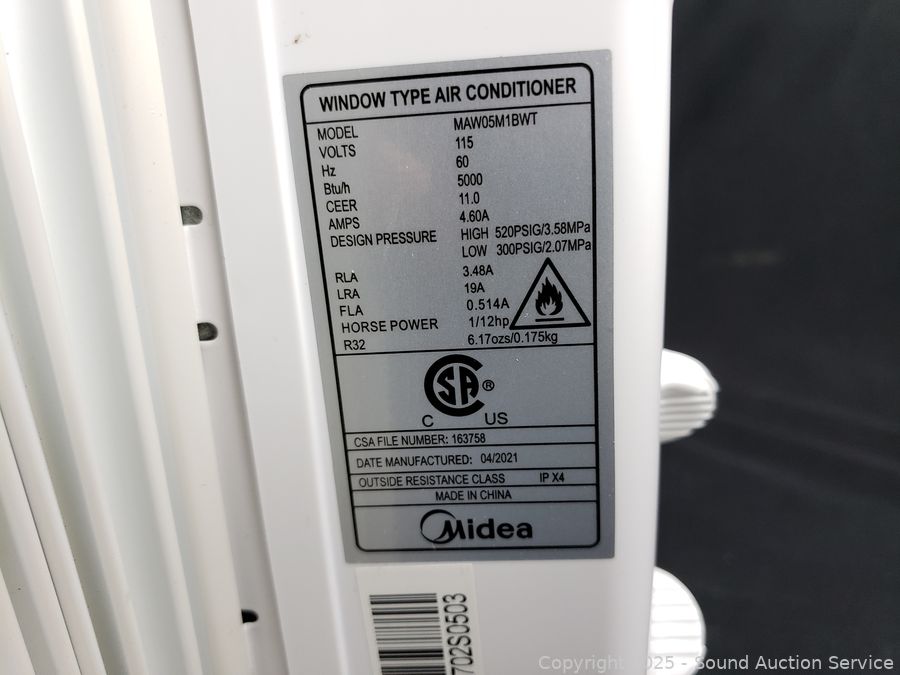 WINDOW TYPE AIR CONDITIONER
MODEL MAW05M1BWT
VOLTS 115
Hz 60
Btu/h 5000
CEER 11.0
AMPS 4.60A
DESIGN PRESSURE HIGH 520PSIG/3.58MPa
LOW 300PSIG/2.07MPa
RLA 3.48A
LRA 19A
FLA 0.514A
HORSE POWER 1/12hp
R32 6.17ozs/0.175kg
CSA ®
C US
CSA FILE NUMBER: 163758
DATE MANUFACTURED: 04/2021
OUTSIDE RESISTANCE CLASS IP X4
MADE IN CHINA
Midea
702S0503
Copyright 2025 - Sound Auction Service